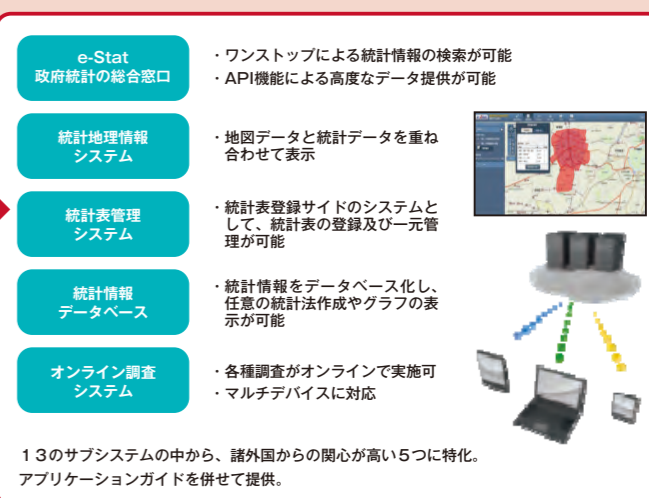 e-Stat
政府統計の総合窓口
・ワンストップによる統計情報の検索が可能
・API機能による高度なデータ提供が可能
統計地理情報
システム
・地図データと統計データを重ね
合わせて表示
統計表管理
システム
・統計表登録サイドのシステムと
して、統計表の登録及び一元管
理が可能
統計情報
データベース
・統計情報をデータベース化し、
任意の統計法作成やグラフの表
示が可能
オンライン調査
システム
・各種調査がオンラインで実施可
・マルチデバイスに対応
13のサブシステムの中から、諸外国からの関心が高い5つに特化。
アプリケーションガイドを併せて提供。